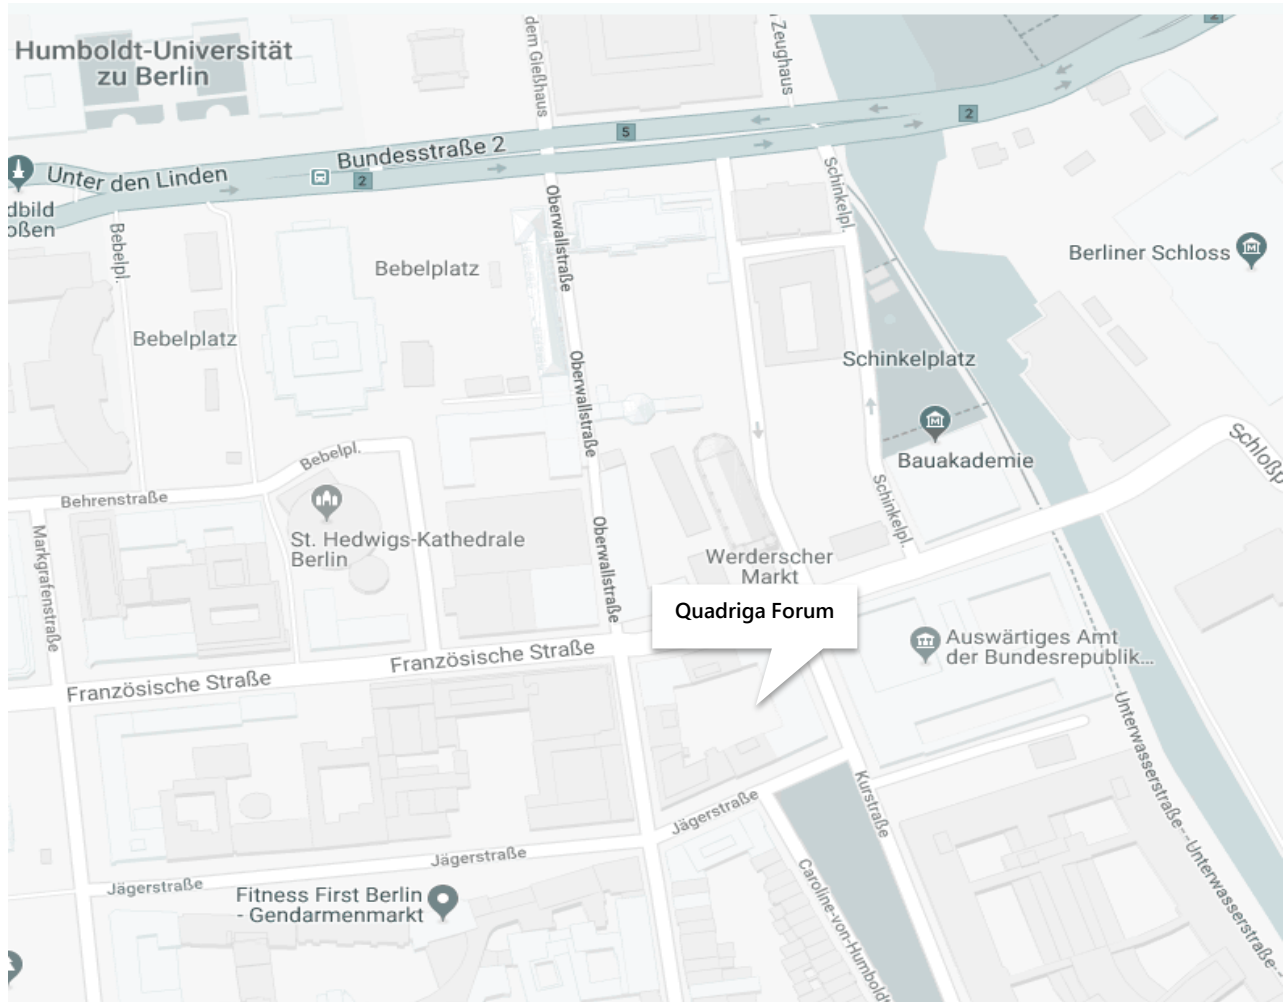 Humboldt-Universität
zu Berlin
dem Gießhaus
Zeughaus
2
2
5
Bundesstraße 2
2
Unter den Linden
dbild
oßen
Bebelpl.
Oberwallstraße
Schinkelpl.
Bebelplatz
Berliner Schloss
Bebelplatz
Oberwallstraße
Schinkelplatz
Bauakademie
Schloßp
Bebelpl.
Behrenstraße
Schinkelpl.
Markgrafenstraße
St. Hedwigs-Kathedrale
Berlin
Oberwallstraße
Werderscher
Markt
Quadriga Forum
Auswärtiges Amt
der Bundesrepublik...
Französische Straße
Französische Straße
Unterwasserstraße
Kurstraße
Jägerstraße
Jägerstraße
Jägerstraße
Unterwasserstraße
Caroline-von-Humboldt
Fitness First Berlin
- Gendarmenmarkt